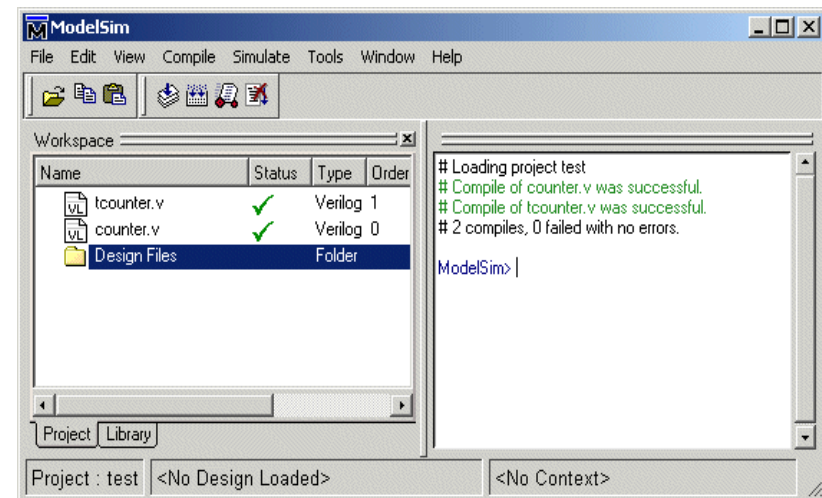 ModelSim
File Edit View Compile Simulate Tools Window Help
Workspace
Name Status Type Order
tcounter.v Verilog 1
counter.v Verilog 0
Design Files Folder
Project Library
# Loading project test
# Compile of counter.v was successful.
# Compile of tcounter.v was successful.
# 2 compiles, 0 failed with no errors.
ModelSim>
Project : test <No Design Loaded> <No Context>